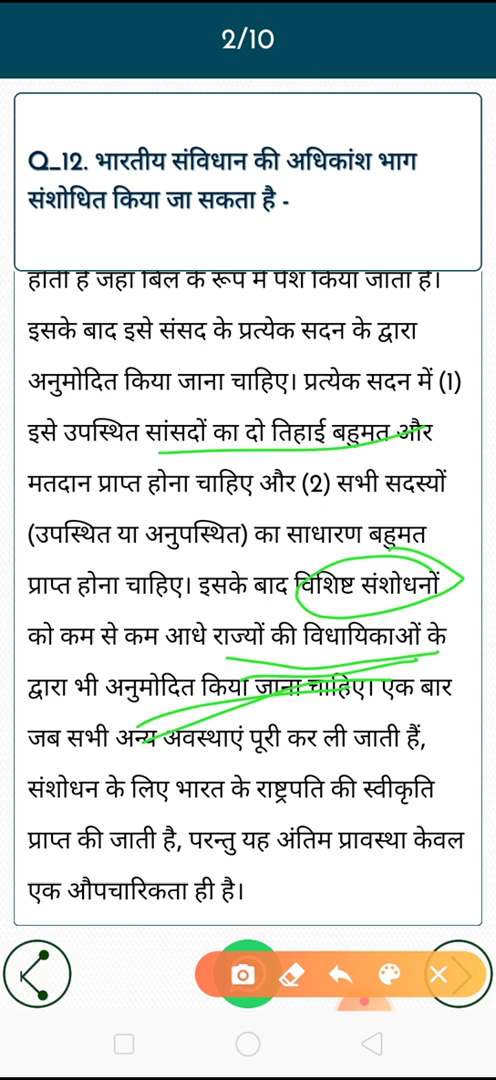 2/10
Q_12. भारतीय संविधान की अधिकांश भाग
संशोधित किया जा सकता है -
होती है जहां बिल के रूप में पेश किया जाता है।
इसके बाद इसे संसद के प्रत्येक सदन के द्वारा
अनुमोदित किया जाना चाहिए। प्रत्येक सदन में (1)
इसे उपस्थित सांसदों का दो तिहाई बहुमत और
मतदान प्राप्त होना चाहिए और (2) सभी सदस्यों
(उपस्थित या अनुपस्थित) का साधारण बहुमत
प्राप्त होना चाहिए। इसके बाद विशिष्ट संशोधनों
को कम से कम आधे राज्यों की विधायिकाओं के
द्वारा भी अनुमोदित किया जाना चाहिए। एक बार
जब सभी अन्य अवस्थाएं पूरी कर ली जाती हैं,
संशोधन के लिए भारत के राष्ट्रपति की स्वीकृति
प्राप्त की जाती है, परन्तु यह अंतिम प्रावस्था केवल
एक औपचारिकता ही है।